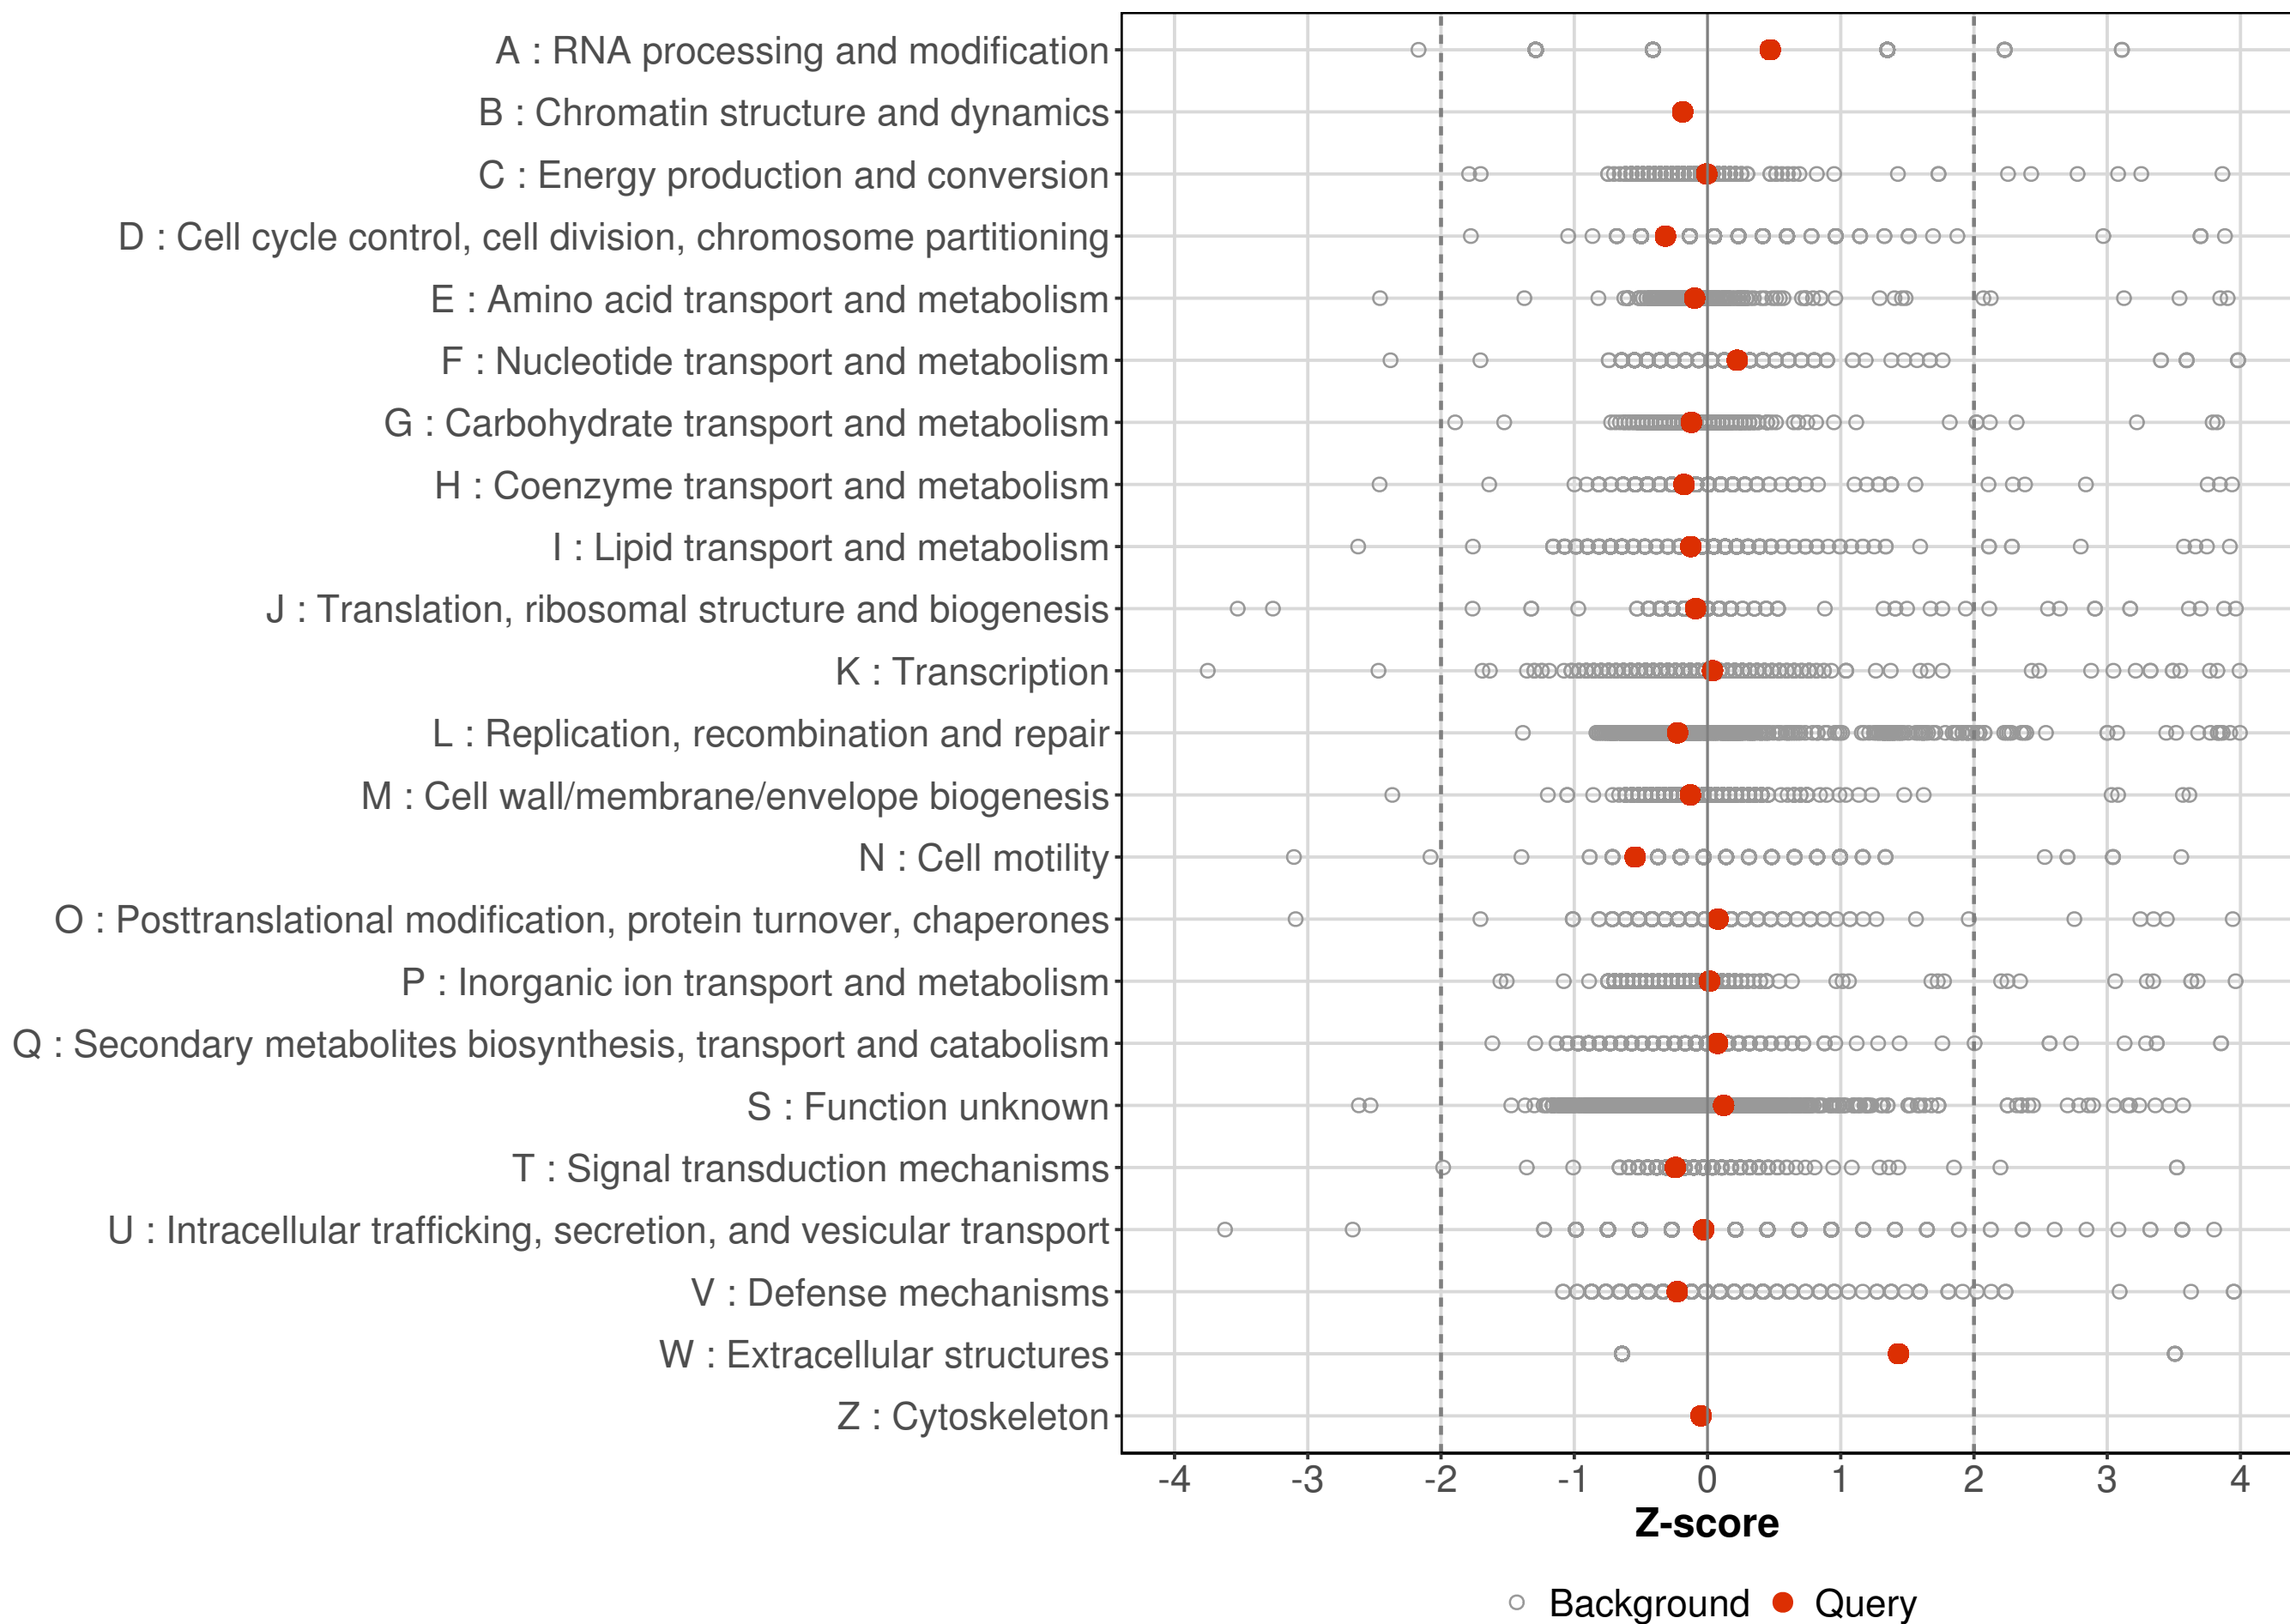 A : RNA processing and modification
B : Chromatin structure and dynamics
C : Energy production and conversion
D : Cell cycle control, cell division, chromosome partitioning
E : Amino acid transport and metabolism
F : Nucleotide transport and metabolism
G : Carbohydrate transport and metabolism
H : Coenzyme transport and metabolism
I : Lipid transport and metabolism
J : Translation, ribosomal structure and biogenesis
K : Transcription
L : Replication, recombination and repair
M : Cell wall/membrane/envelope biogenesis
N : Cell motility
O : Posttranslational modification, protein turnover, chaperones
P : Inorganic ion transport and metabolism
Q : Secondary metabolites biosynthesis, transport and catabolism
S : Function unknown
T : Signal transduction mechanisms
U : Intracellular trafficking, secretion, and vesicular transport
V : Defense mechanisms
W : Extracellular structures
Z : Cytoskeleton
-4 -3 -2 -1 0 1 2 3 4
Z-score
Background Query